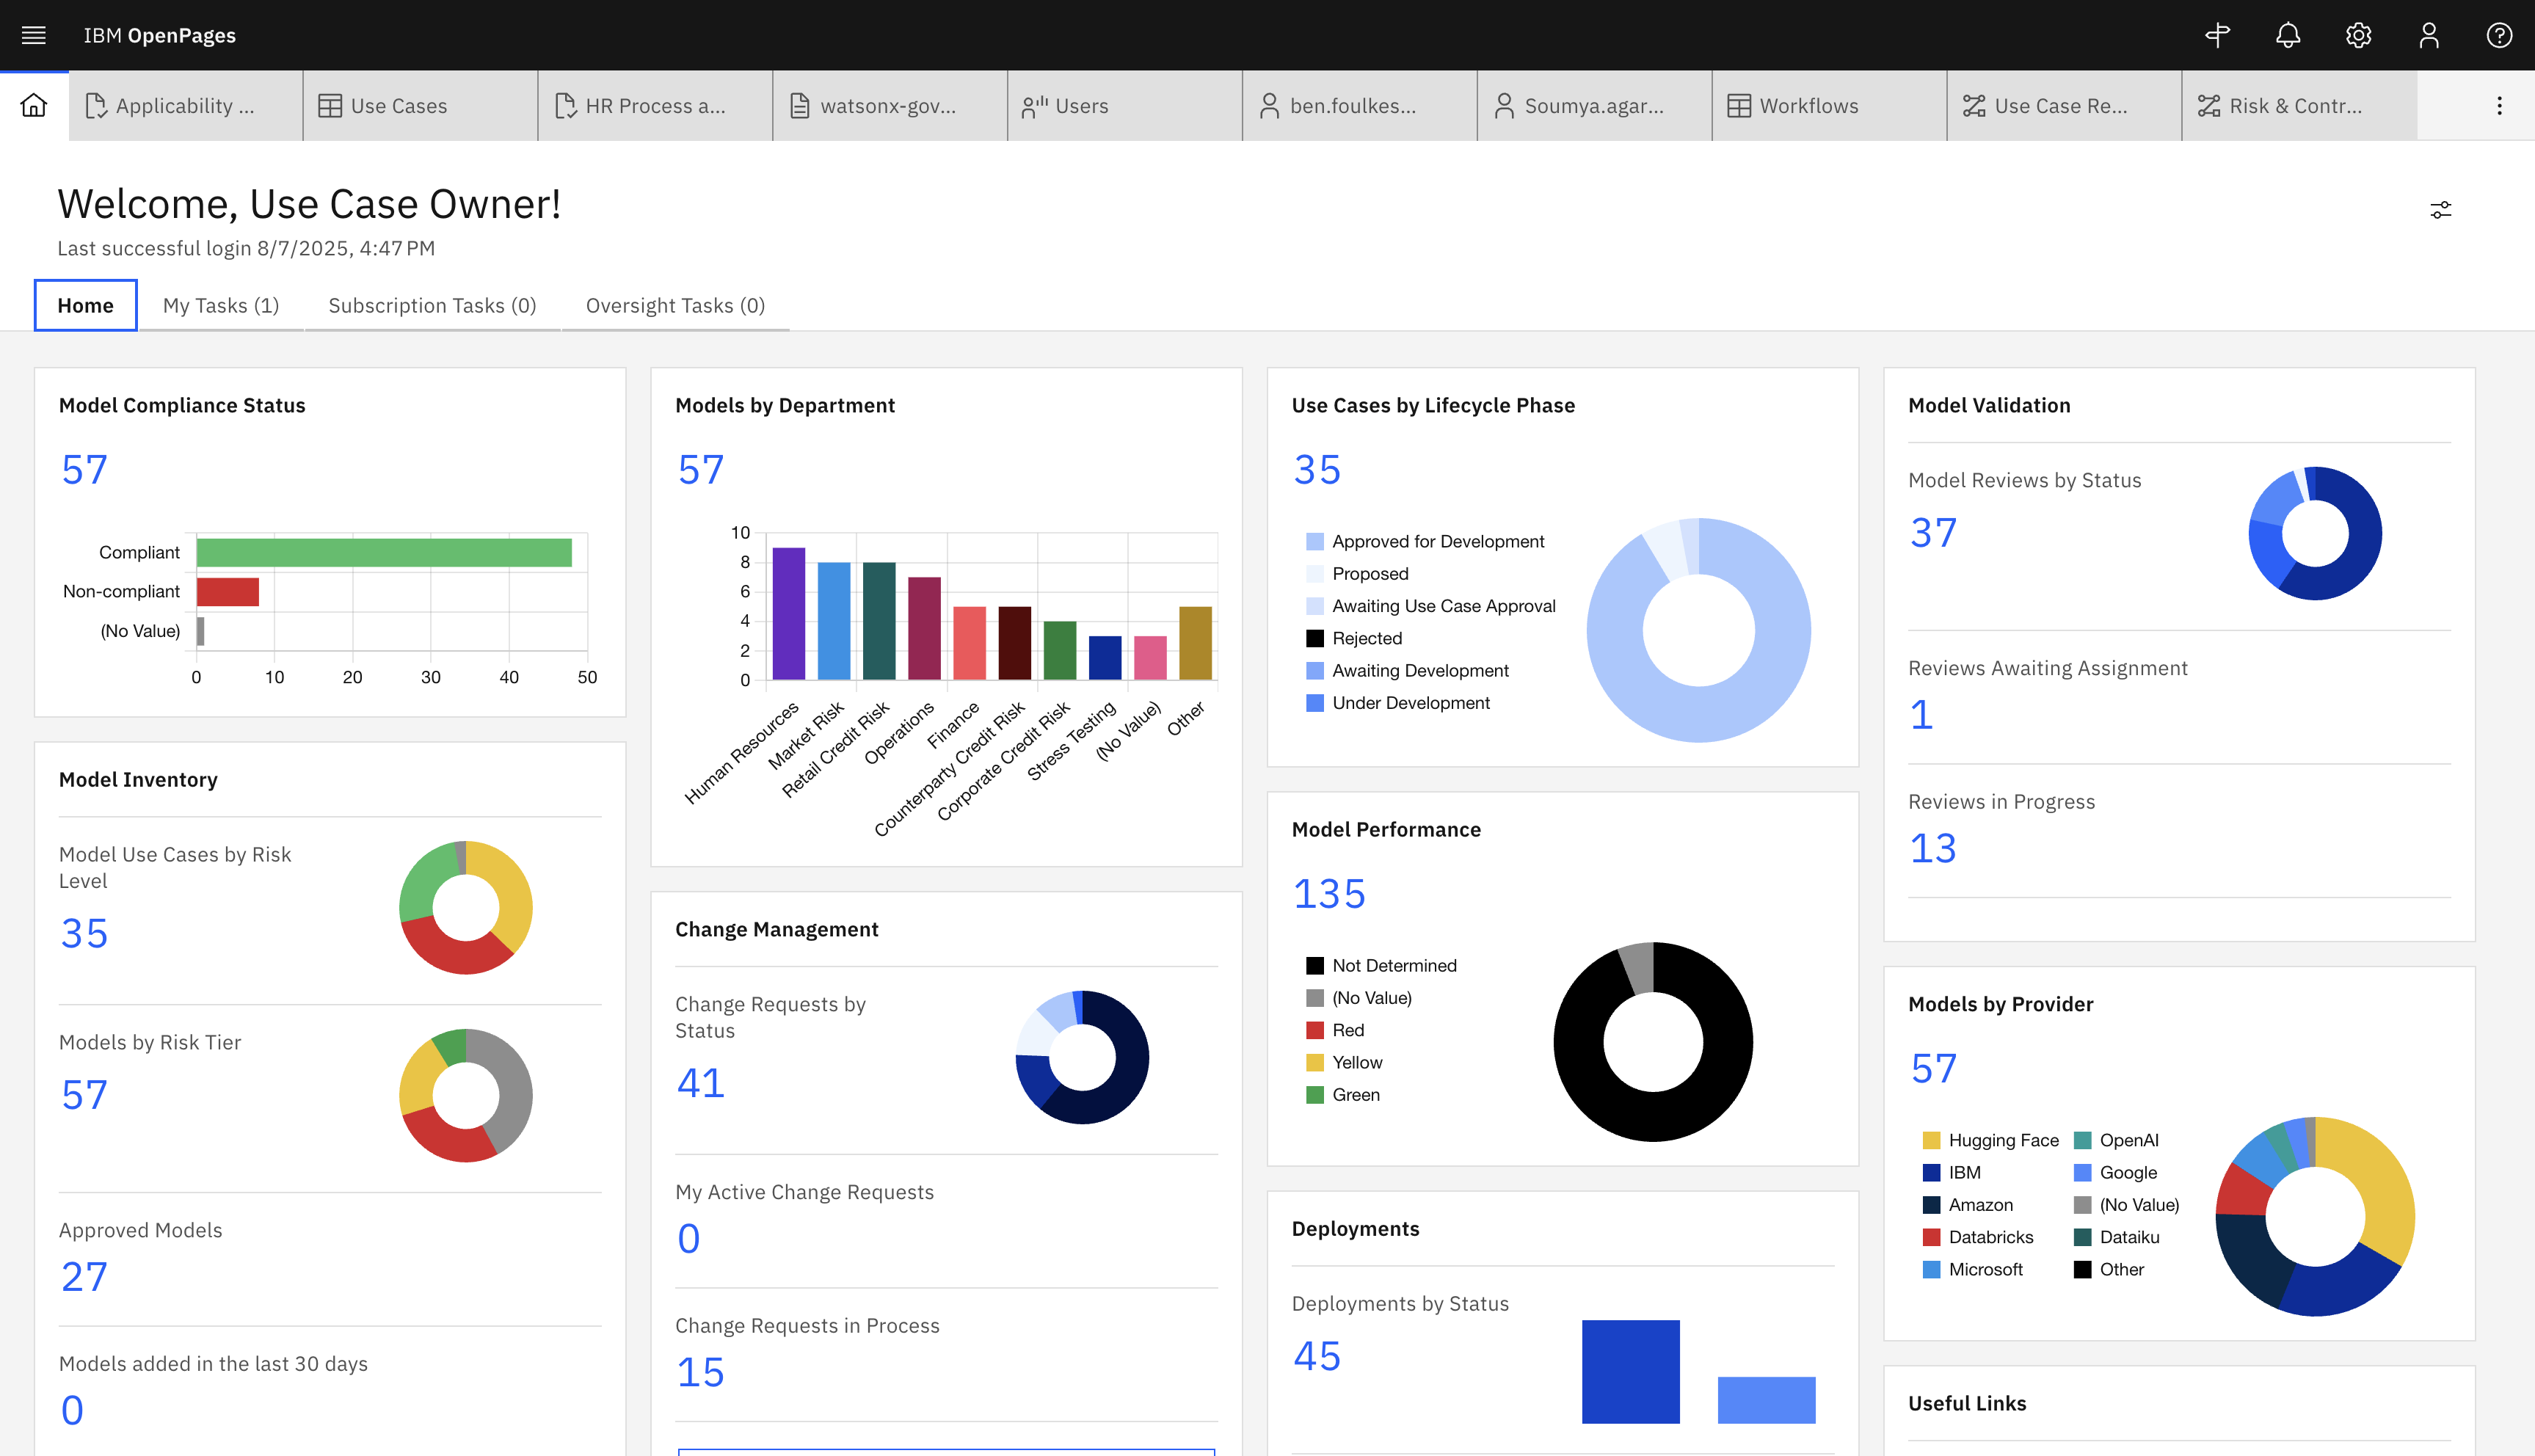 IBM OpenPages
Applicability ...
Use Cases
HR Process a...
watsonx-gov...
Users
ben.foulkes...
Soumya.agar...
Workflows
Use Case Re...
Risk & Contr...
Welcome, Use Case Owner!
Last successful login 8/7/2025, 4:47 PM
Home
My Tasks (1)
Subscription Tasks (0)
Oversight Tasks (0)
Model Compliance Status
57
Compliant
Non-compliant
(No Value)
0 10 20 30 40 50
Model Inventory
Model Use Cases by Risk
Level
35
Models by Risk Tier
57
Approved Models
27
Models added in the last 30 days
0
Models by Department
57
10
8
6
4
2
0
Human Resources
Market Risk
Retail Credit Risk
Operations
Finance
Counterparty Credit Risk
Corporate Credit Risk
Stress Testing
(No Value)
Other
Change Management
Change Requests by
Status
41
My Active Change Requests
0
Change Requests in Process
15
Use Cases by Lifecycle Phase
35
Approved for Development
Proposed
Awaiting Use Case Approval
Rejected
Awaiting Development
Under Development
Model Performance
135
Not Determined
(No Value)
Red
Yellow
Green
Deployments
Deployments by Status
45
Model Validation
Model Reviews by Status
37
Reviews Awaiting Assignment
1
Reviews in Progress
13
Models by Provider
57
Hugging Face
IBM
Amazon
Databricks
Microsoft
OpenAI
Google
(No Value)
Dataiku
Other
Useful Links